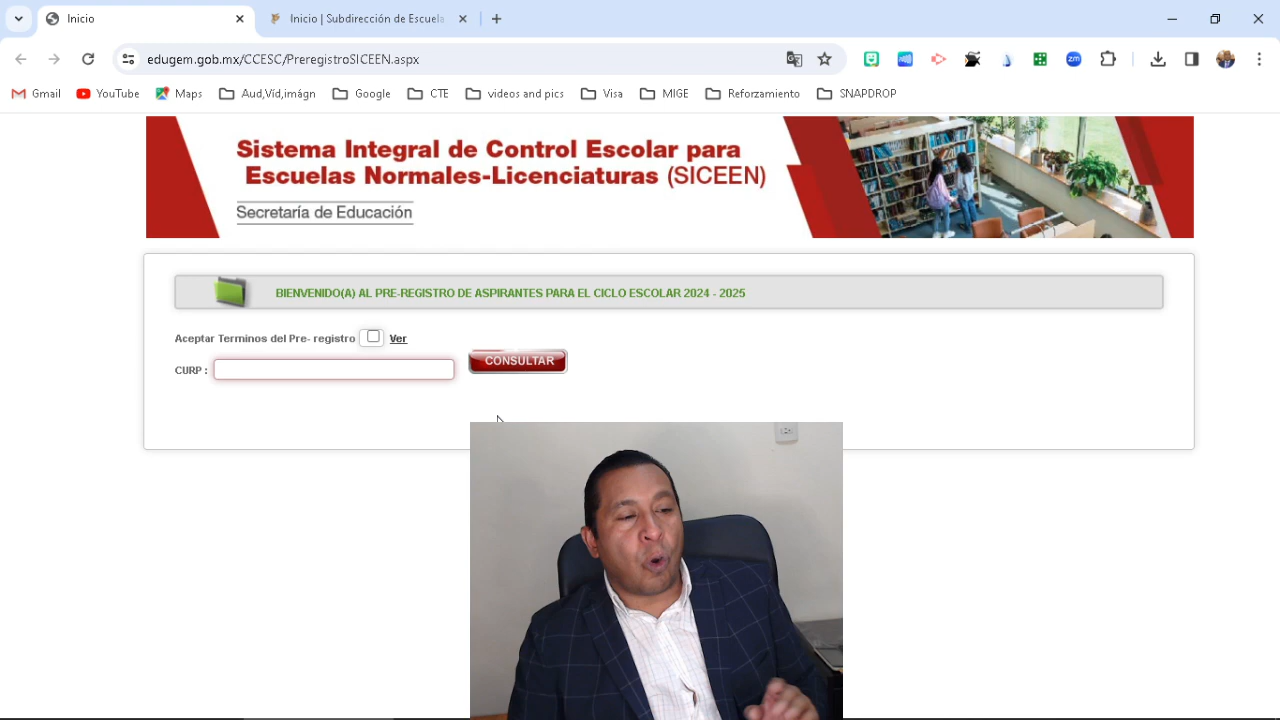 Inicio
Inicio | Subdirección de Escuela
edugem.gob.mx/CCESC/PreregistroSICEEN.aspx
Gmail
YouTube
Maps
Aud,Vid,imágn
Google
CTE
videos and pics
Visa
MIGE
Reforzamiento
SNAPDROP
zm
Sistema Integral de Control Escolar para
Escuelas Normales-Licenciaturas (SICEEN)
Secretaría de Educación
BIENVENIDO(A) AL PRE-REGISTRO DE ASPIRANTES PARA EL CICLO ESCOLAR 2024 - 2025
Aceptar Terminos del Pre- registro Ver
CURP :
CONSULTAR